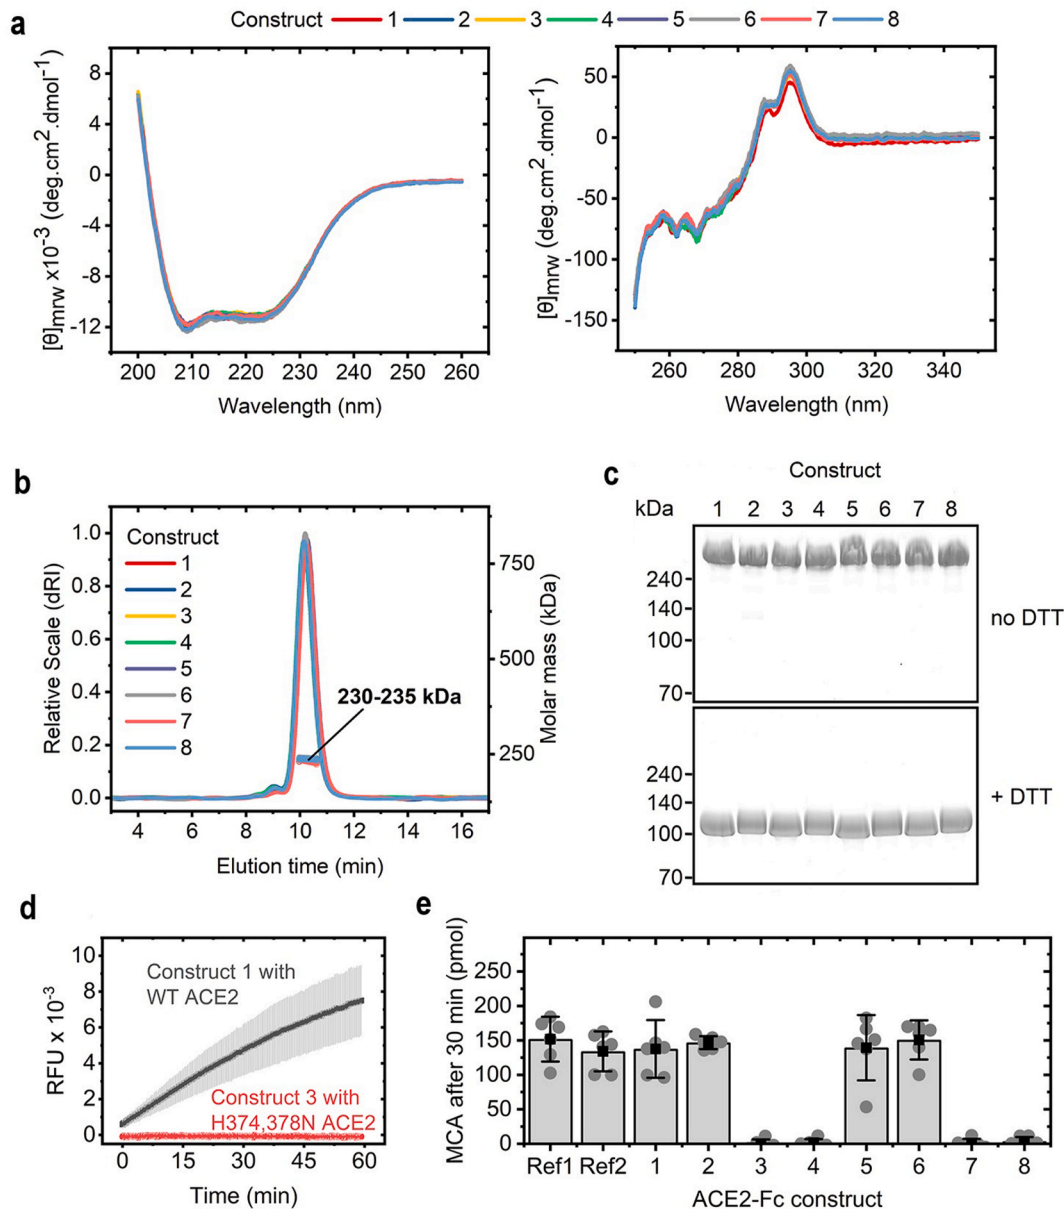 a
Construct 1 2 3 4 5 6 7 8
[θ]mrw x10⁻³ (deg.cm².dmol⁻¹)
8
4
0
-4
-8
-12
200 210 220 230 240 250 260
Wavelength (nm)
[θ]mrw (deg.cm².dmol⁻¹)
50
0
-50
-100
-150
260 280 300 320 340
Wavelength (nm)
b
Relative Scale (dRI)
1.0
0.8
0.6
0.4
0.2
0.0
Construct
1
2
3
4
5
6
7
8
230-235 kDa
750
500
250
Molar mass (kDa)
4 6 8 10 12 14 16
Elution time (min)
c
Construct
kDa 1 2 3 4 5 6 7 8
240
140
100
70
no DTT
240
140
100
70
+ DTT
d
RFU x 10⁻³
10
8
6
4
2
0
Construct 1 with
WT ACE2
Construct 3 with
H374,378N ACE2
0 15 30 45 60
Time (min)
e
MCA after 30 min (pmol)
250
200
150
100
50
0
Ref1 Ref2 1 2 3 4 5 6 7 8
ACE2-Fc construct